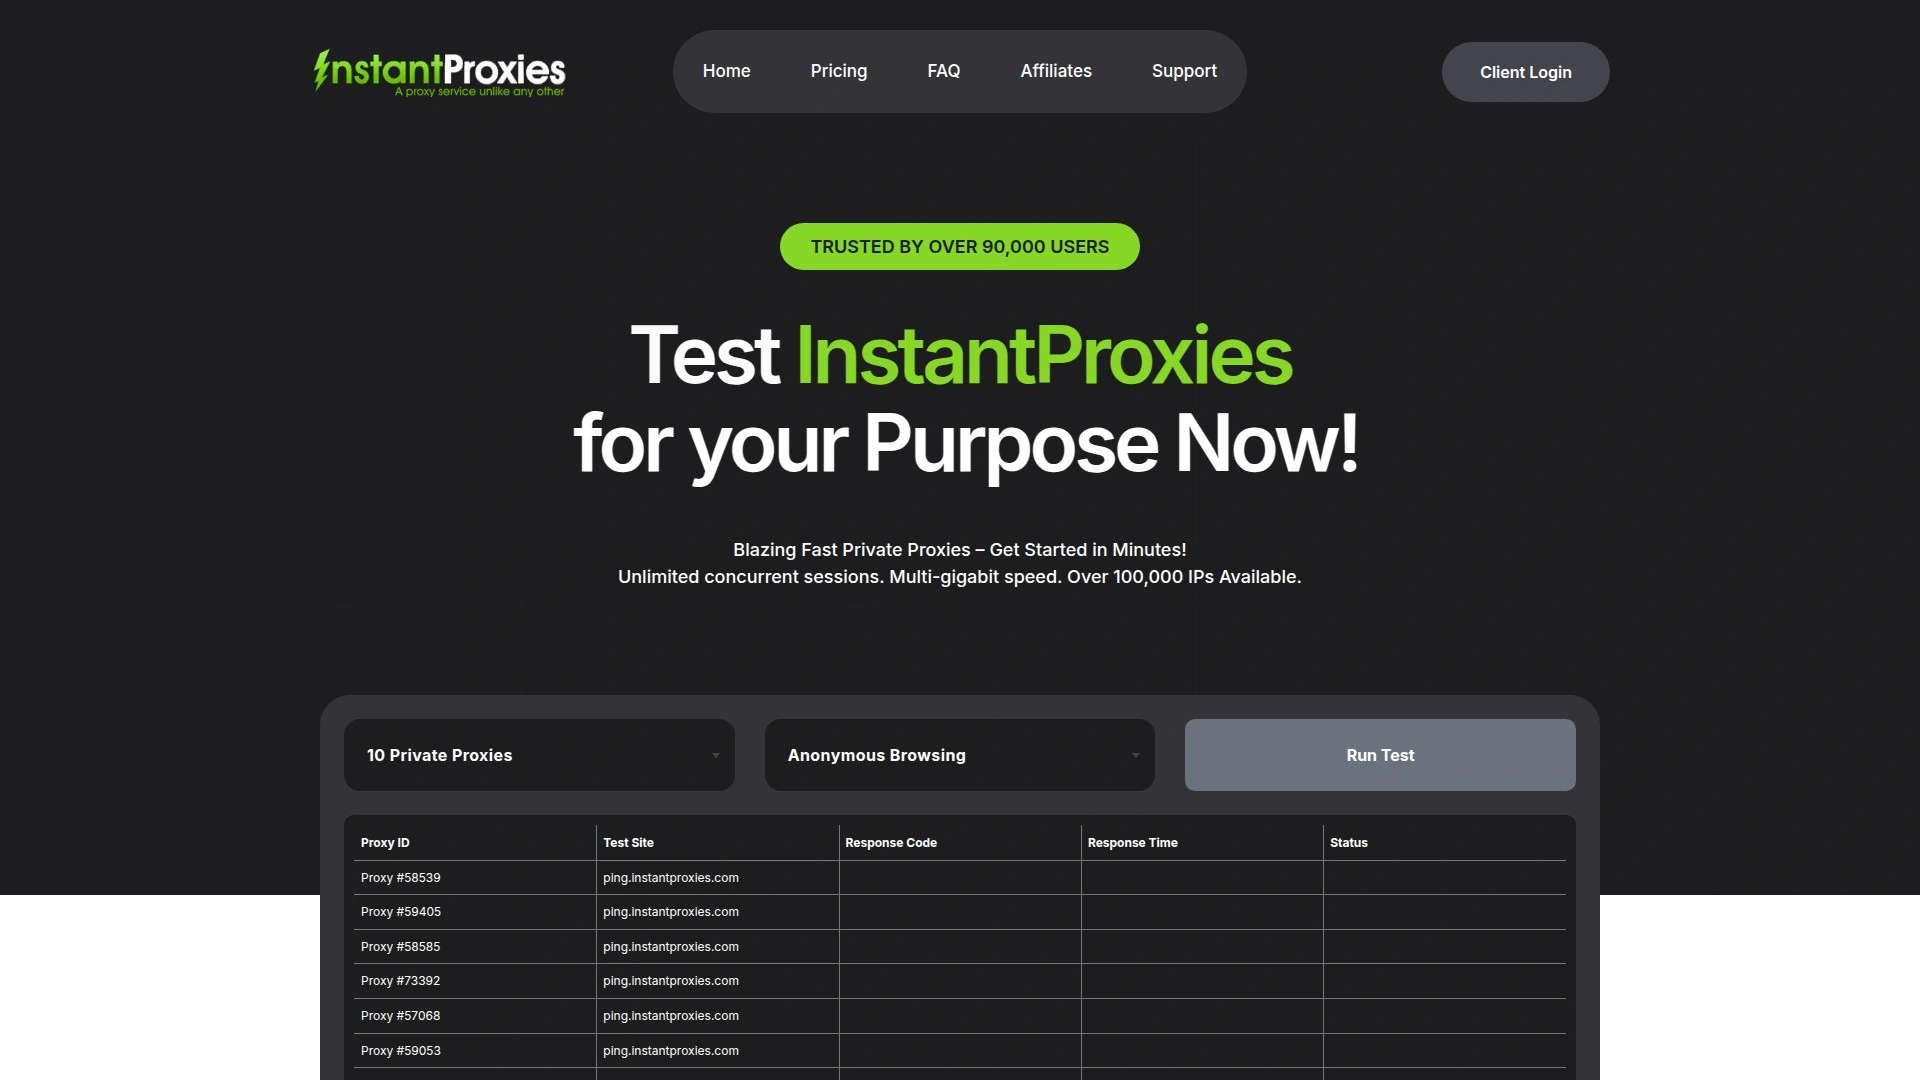 InstantProxies
A proxy service unlike any other
Home Pricing FAQ Affiliates Support
Client Login
TRUSTED BY OVER 90,000 USERS
Test InstantProxies
for your Purpose Now!
Blazing Fast Private Proxies – Get Started in Minutes!
Unlimited concurrent sessions. Multi-gigabit speed. Over 100,000 IPs Available.
10 Private Proxies Anonymous Browsing Run Test
Proxy ID Test Site Response Code Response Time Status
Proxy #58539 ping.instantproxies.com
Proxy #59405 ping.instantproxies.com
Proxy #58585 ping.instantproxies.com
Proxy #73392 ping.instantproxies.com
Proxy #57068 ping.instantproxies.com
Proxy #59053 ping.instantproxies.com